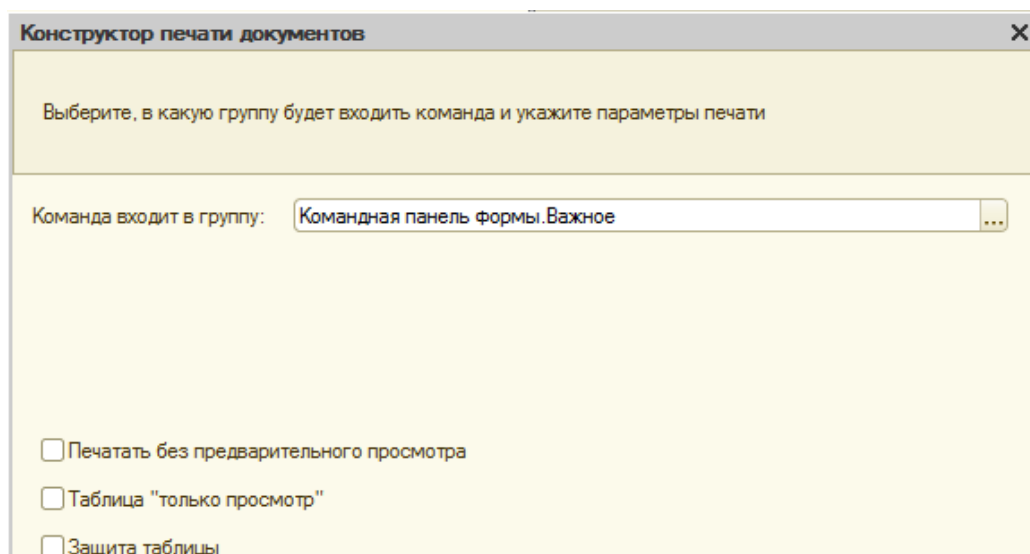 Конструктор печати документов
Выберите, в какую группу будет входить команда и укажите параметры печати
Команда входит в группу: Командная панель формы.Важное ...
Печатать без предварительного просмотра
Таблица "только просмотр"
Защита таблицы